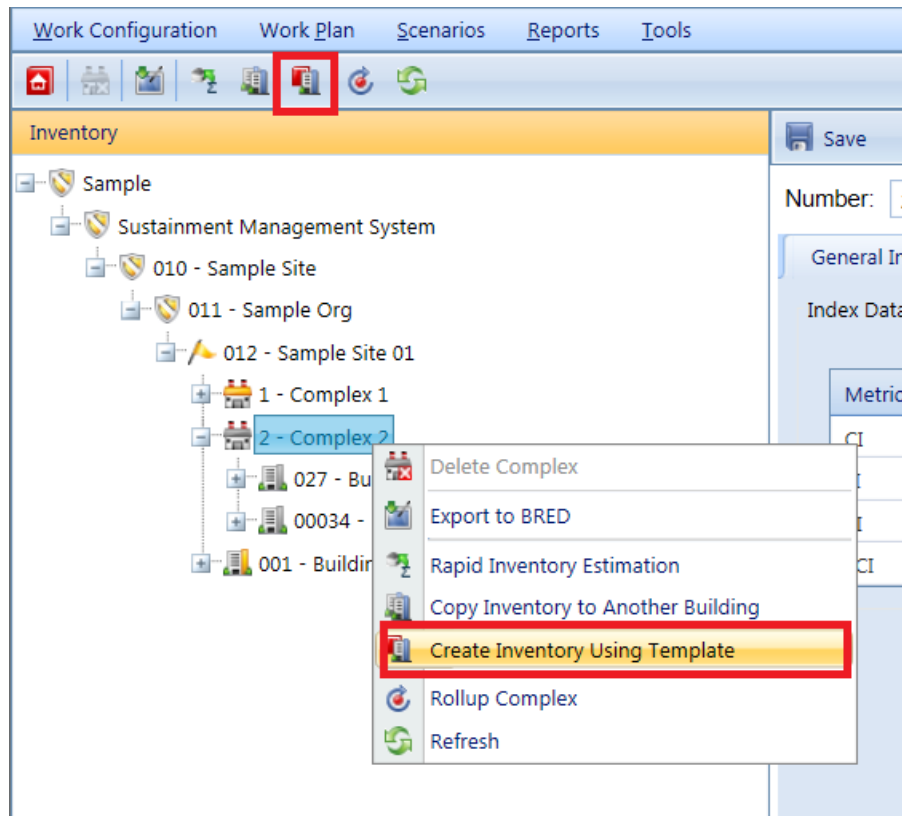 Work Configuration Work Plan Scenarios Reports Tools
Inventory
Save
Sample
Number:
Sustainment Management System
General In
010 - Sample Site
011 - Sample Org
Index Data
012 - Sample Site 01
1 - Complex 1
Metric
2 - Complex 2
CI
Delete Complex
027 - Bu
Export to BRED
00034 -
001 - Buildin
Rapid Inventory Estimation
CI
Copy Inventory to Another Building
Create Inventory Using Template
Rollup Complex
Refresh